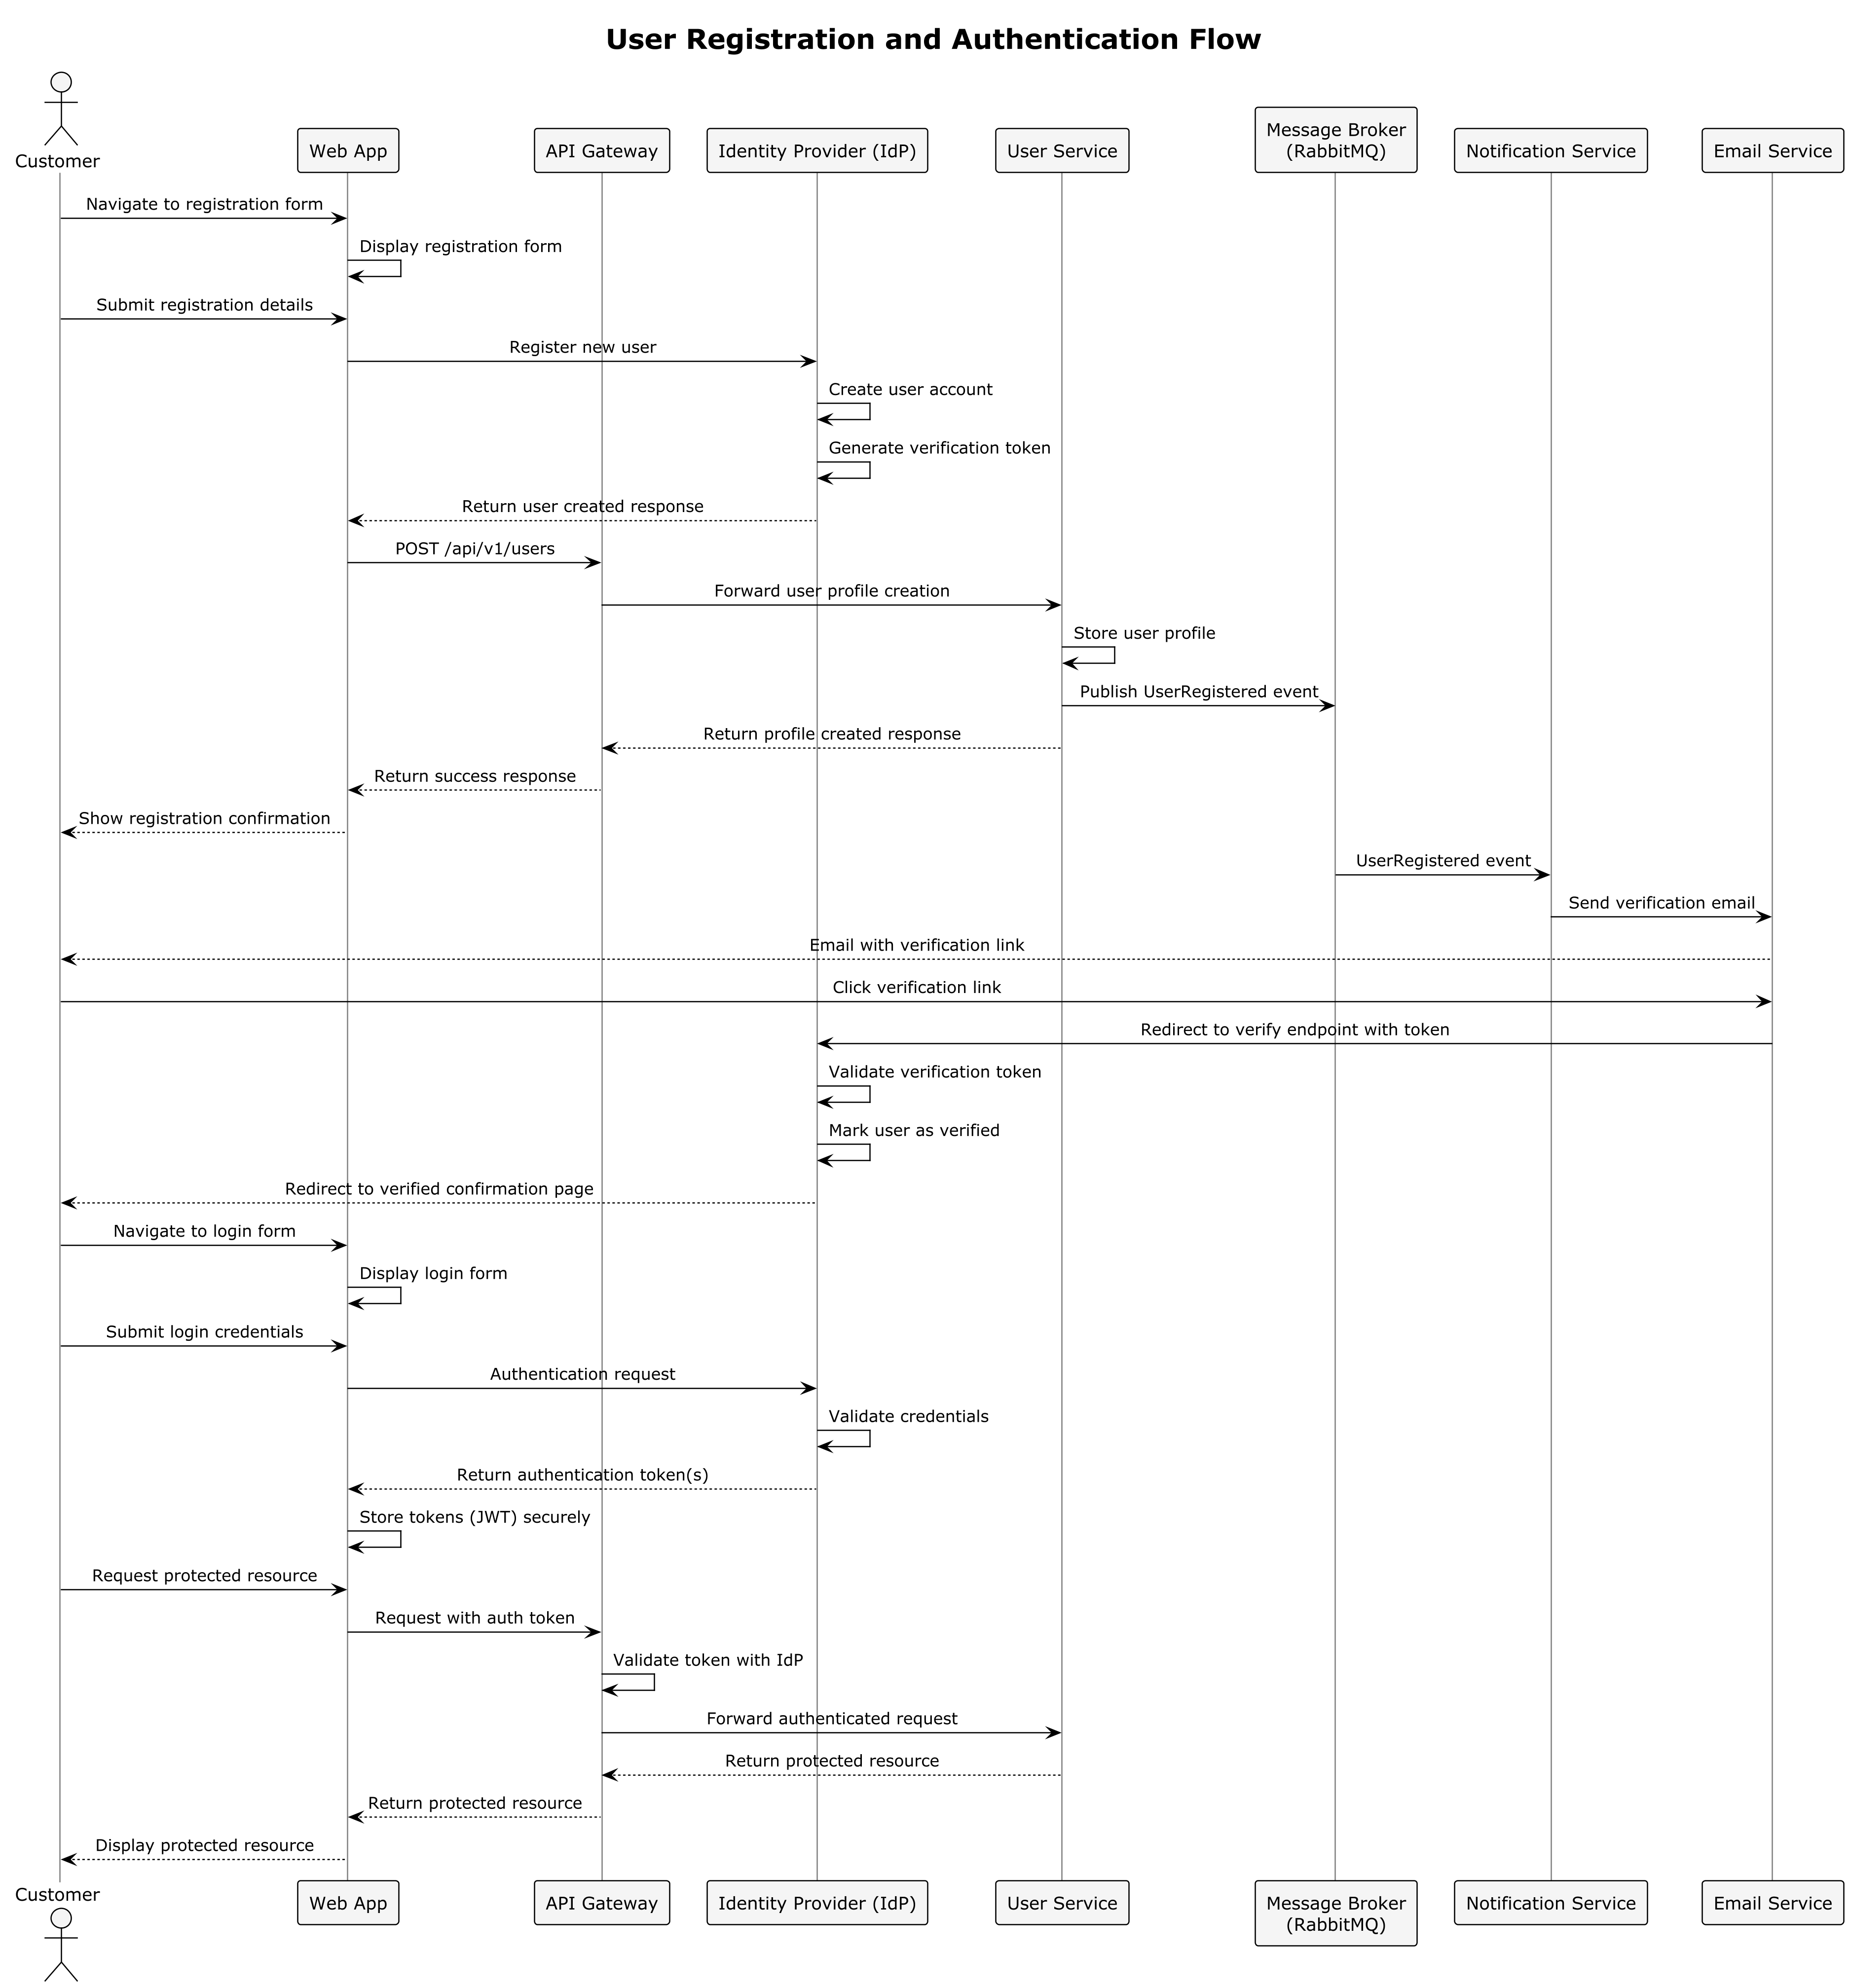 User Registration and Authentication Flow
Customer
Web App
API Gateway
Identity Provider (IdP)
User Service
Message Broker
(RabbitMQ)
Notification Service
Email Service
Navigate to registration form
Display registration form
Submit registration details
Register new user
Create user account
Generate verification token
Return user created response
POST /api/v1/users
Forward user profile creation
Store user profile
Publish UserRegistered event
Return profile created response
Return success response
Show registration confirmation
UserRegistered event
Send verification email
Email with verification link
Click verification link
Redirect to verify endpoint with token
Validate verification token
Mark user as verified
Redirect to verified confirmation page
Navigate to login form
Display login form
Submit login credentials
Authentication request
Validate credentials
Return authentication token(s)
Store tokens (JWT) securely
Request protected resource
Request with auth token
Validate token with IdP
Forward authenticated request
Return protected resource
Return protected resource
Display protected resource
Customer
Web App
API Gateway
Identity Provider (IdP)
User Service
Message Broker
(RabbitMQ)
Notification Service
Email Service